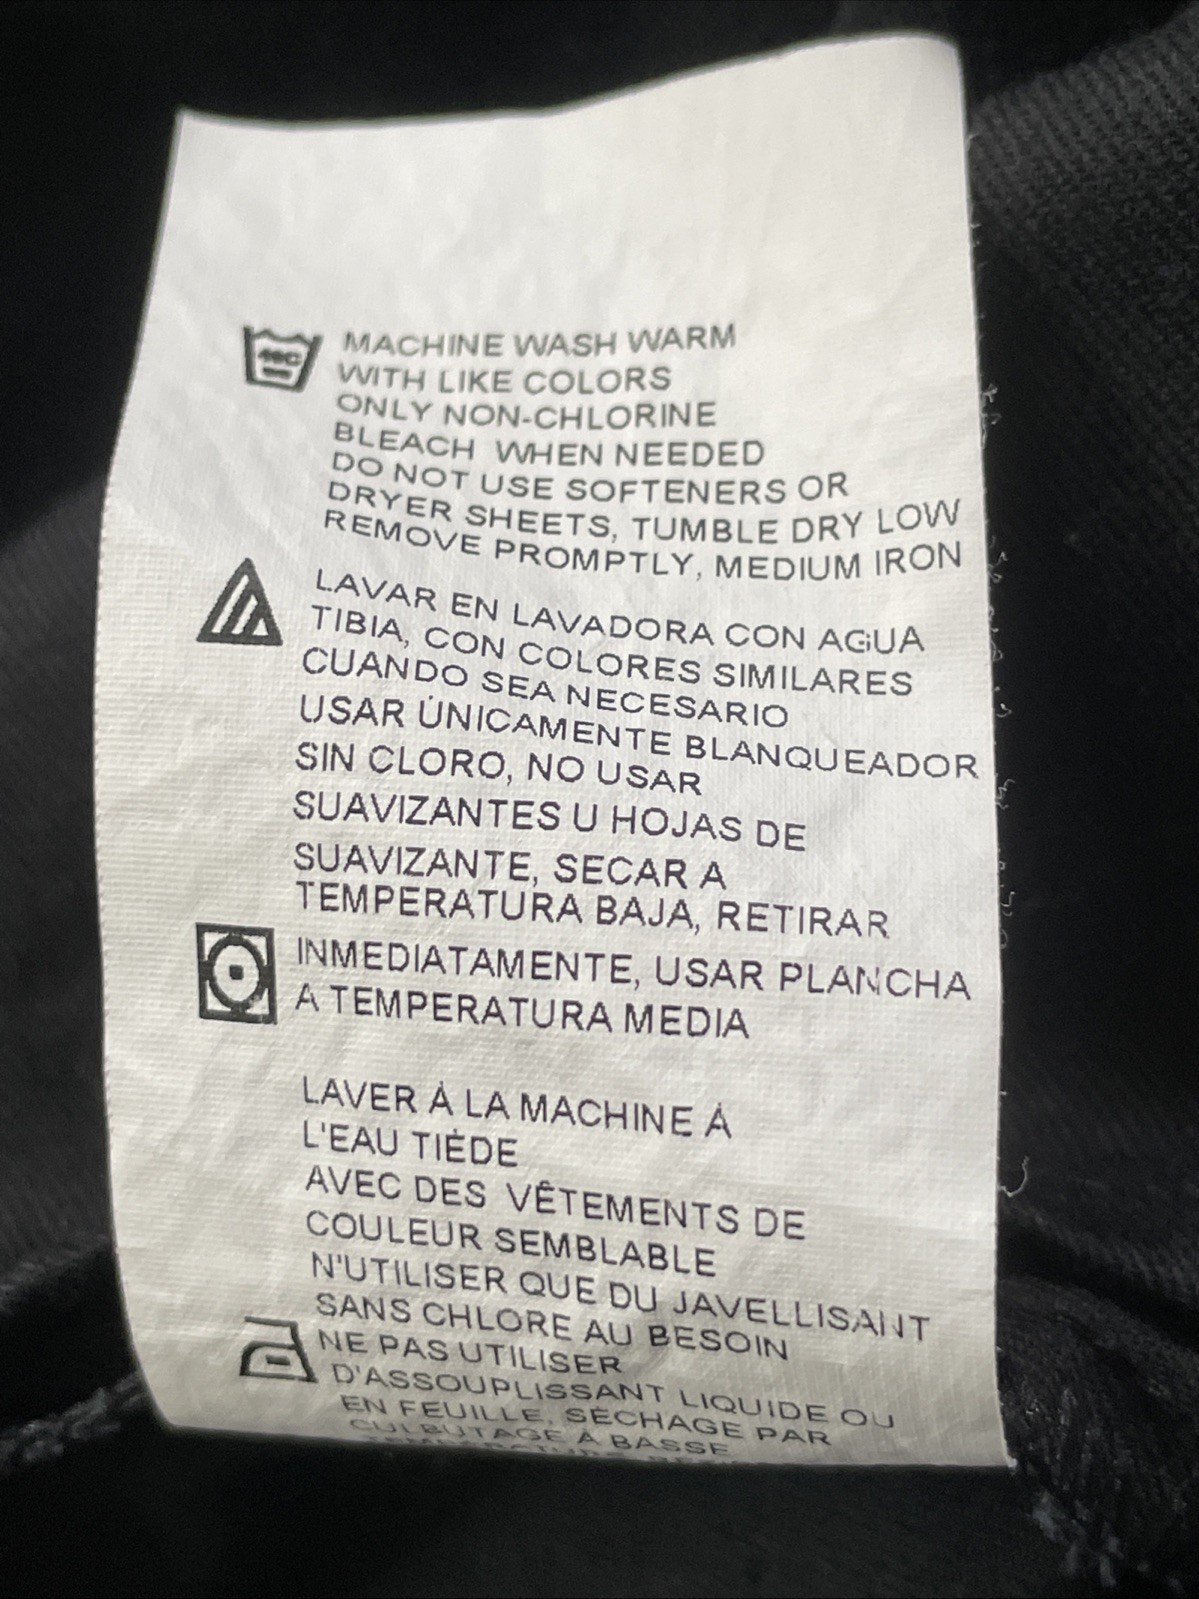 40C
MACHINE WASH WARM
WITH LIKE COLORS
ONLY NON-CHLORINE
BLEACH WHEN NEEDED
DO NOT USE SOFTENERS OR
DRYER SHEETS, TUMBLE DRY LOW
REMOVE PROMPTLY, MEDIUM IRON
LAVAR EN LAVADORA CON AGUA
TIBIA, CON COLORES SIMILARES
CUANDO SEA NECESARIO
USAR ÚNICAMENTE BLANQUEADOR
SIN CLORO, NO USAR
SUAVIZANTES U HOJAS DE
SUAVIZANTE, SECAR A
TEMPERATURA BAJA, RETIRAR
INMEDIATAMENTE, USAR PLANCHA
A TEMPERATURA MEDIA
LAVER À LA MACHINE À
L'EAU TIÈDE
AVEC DES VÊTEMENTS DE
COULEUR SEMBLABLE
N'UTILISER QUE DU JAVELLISANT
SANS CHLORE AU BESOIN
NE PAS UTILISER
D'ASSOUPLISSANT LIQUIDE OU
EN FEUILLE, SÉCHAGE PAR
CULBUTAGE À BASSE